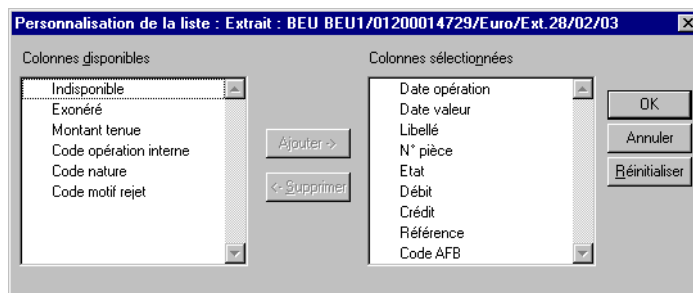 Personnalisation de la liste : Extrait : BEU BEU1/01200014729/Euro/Ext.28/02/03
Colonnes disponibles
Indisponible
Exonéré
Montant tenue
Code opération interne
Code nature
Code motif rejet
Ajouter ->
<- Supprimer
Colonnes sélectionnées
Date opération
Date valeur
Libellé
N° pièce
Etat
Débit
Crédit
Référence
Code AFB
OK
Annuler
Réinitialiser